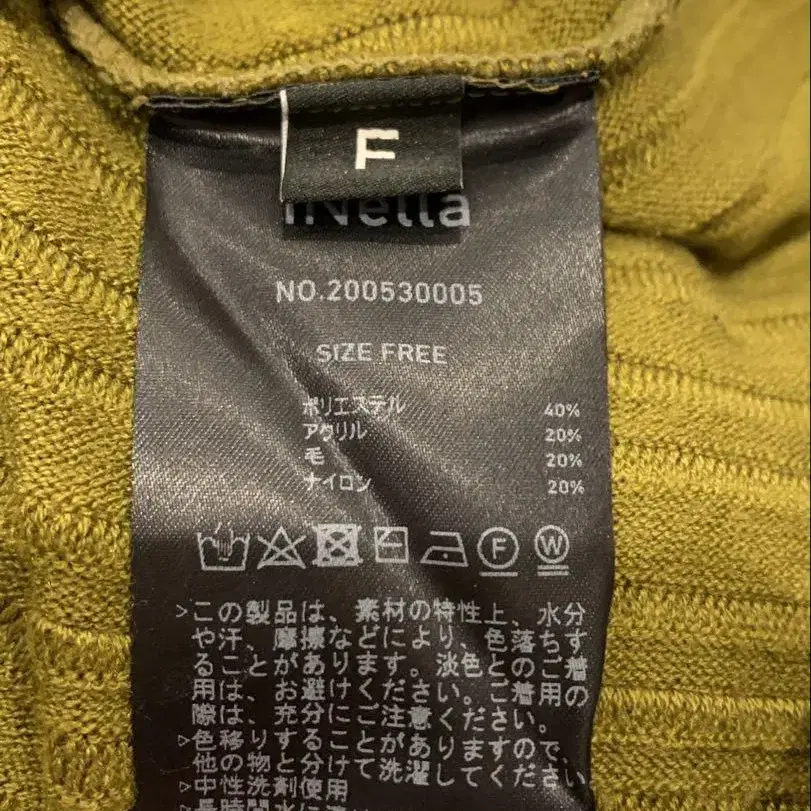 F
iNella
NO.200530005
SIZE FREE
ポリエステル 40%
アクリル 20%
毛 20%
ナイロン 20%
F W
▷この製品は、素材の特性上、水分
や汗、摩擦などにより、色落ちす
ることがあります。淡色とのご着
用は、お避けください。ご着用の
際は、充分にご注意ください。
▷色移りすることがありますので、
他の物と分けて洗濯してください
▷中性洗剤使用
▷長時間水に